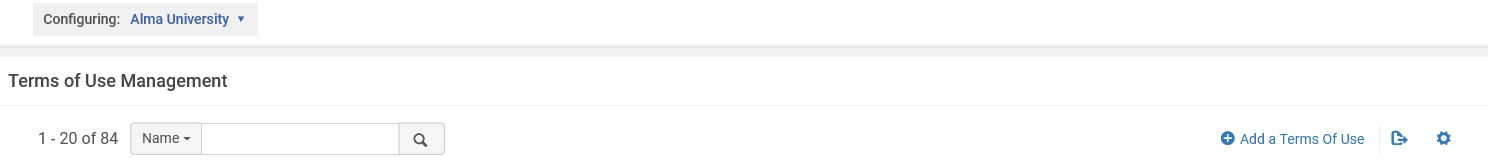 Configuring: Alma University
Terms of Use Management
1 - 20 of 84 Name Add a Terms Of Use